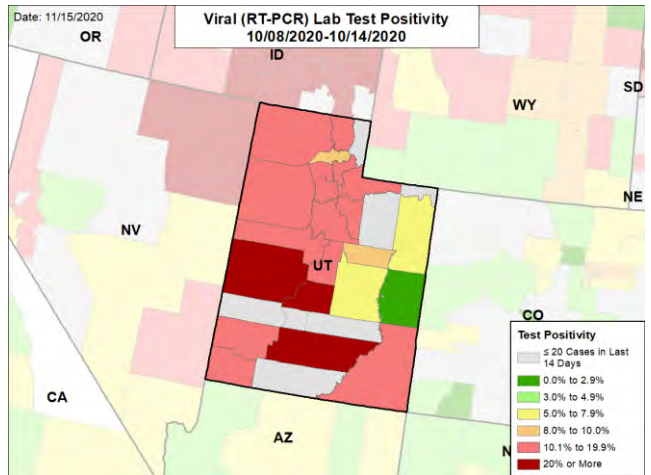 Date: 11/15/2020
Viral (RT-PCR) Lab Test Positivity
10/08/2020-10/14/2020
OR
ID
SD
WY
NE
NV
UT
CO
CA
AZ
N
Test Positivity
≤ 20 Cases in Last
14 Days
0.0% to 2.9%
3.0% to 4.9%
5.0% to 7.9%
8.0% to 10.0%
10.1% to 19.9%
20% or More